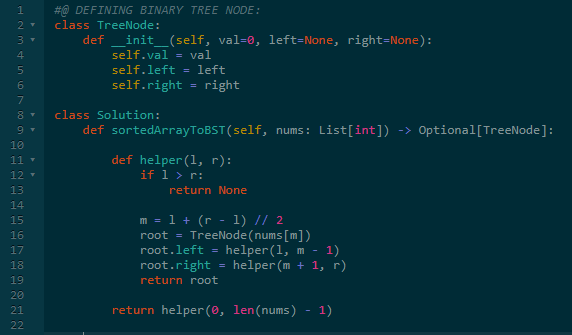 1 #@ DEFINING BINARY TREE NODE:
2 class TreeNode:
3     def __init__(self, val=0, left=None, right=None):
4         self.val = val
5         self.left = left
6         self.right = right
7
8 class Solution:
9     def sortedArrayToBST(self, nums: List[int]) -> Optional[TreeNode]:
10
11         def helper(l, r):
12             if l > r:
13                 return None
14
15             m = l + (r - l) // 2
16             root = TreeNode(nums[m])
17             root.left = helper(l, m - 1)
18             root.right = helper(m + 1, r)
19             return root
20
21         return helper(0, len(nums) - 1)
22